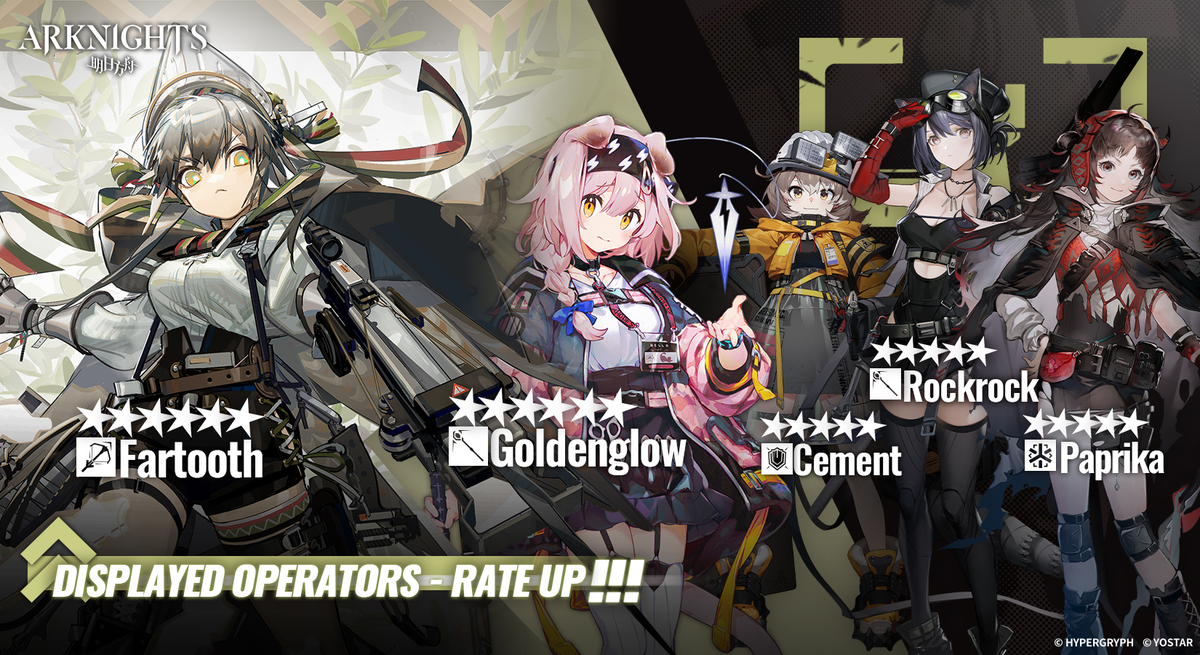 ARKNIGHTS
明日方舟
★★★★★★
Fartooth
★★★★★★
Goldenglow
★★★★★
Rockrock
★★★★★
Cement
★★★★★
Paprika
DISPLAYED OPERATORS - RATE UP !!!
© HYPERGRYPH © YOSTAR